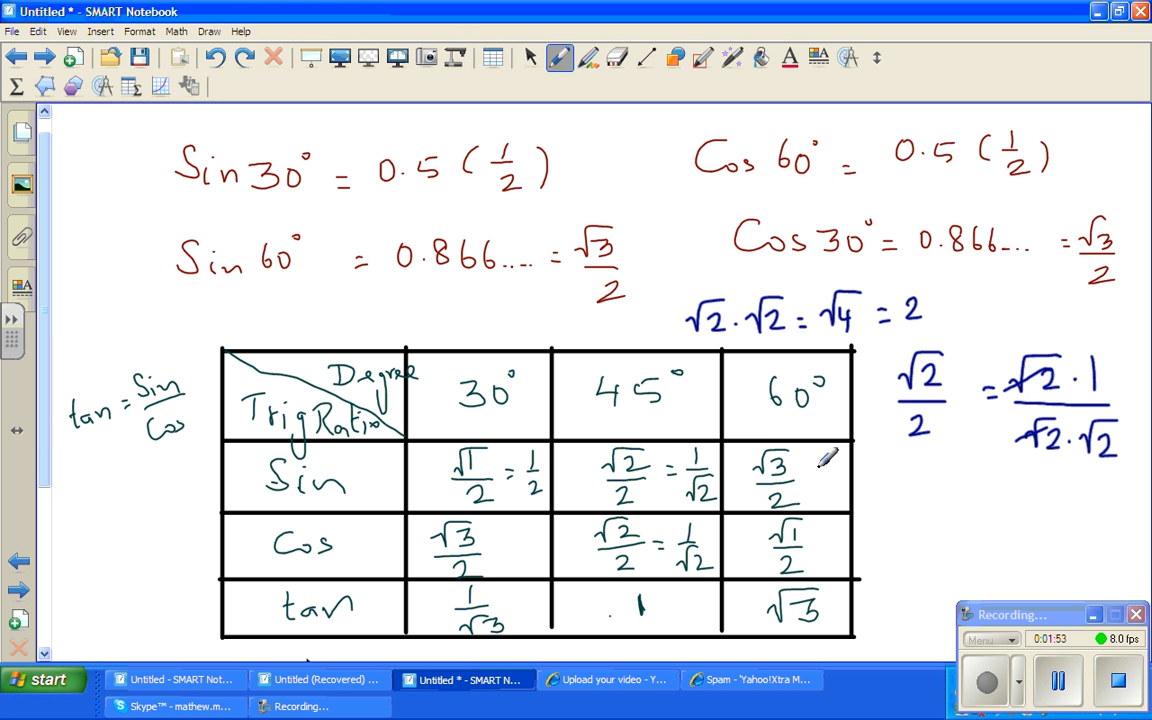 Untitled * - SMART Notebook
File Edit View Insert Format Math Draw Help
Sin 30° = 0.5 (1/2)
Cos 60° = 0.5 (1/2)
Sin 60° = 0.866.... = √3/2
Cos 30° = 0.866... = √3/2
√2 . √2 = √4 = 2
√2/2 = √2 . 1 / √2 . √2
tan = Sin/Cos
Degree
Trig Ratio
30° 45° 60°
Sin √1/2 = 1/2 √2/2 = 1/√2 √3/2
Cos √3/2 √2/2 = 1/√2 √1/2
tan 1/√3 1 √3
Recording...
Menu 0:01:53 8.0 fps
start
Untitled - SMART Not...
Untitled (Recovered) ...
Untitled * - SMART N...
Upload your video - Y...
Spam - 'Yahoo!Xtra M...
Skype™ - mathew.m...
Recording...